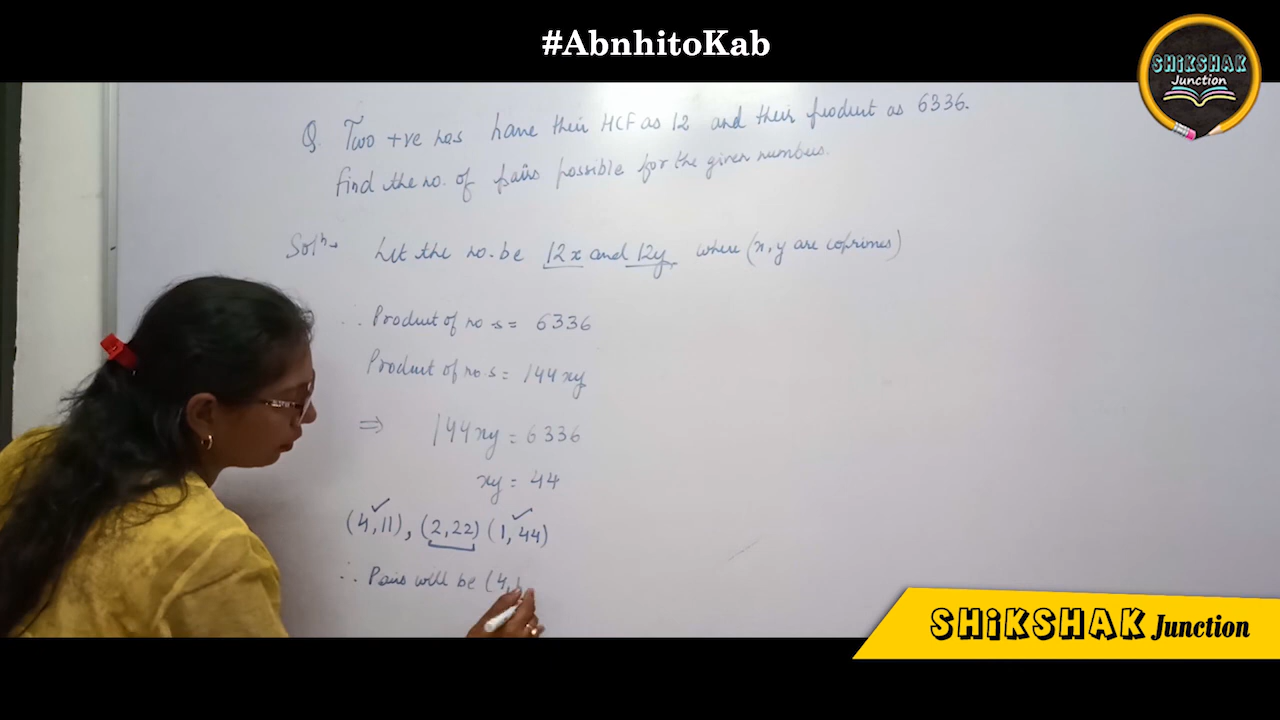 #AbnhitoKab
SHiKSHAK
Junction
Q. Two +ve nos have their HCF as 12 and their product as 6336.
find the no. of pairs possible for the given numbers.
Solⁿ→ Let the no. be 12x and 12y where (x, y are coprimes)
∴ Product of no s = 6336
Product of no s = 144xy
⇒ 144xy = 6336
xy = 44
(4,11)✓, (2,22) (1,44)✓
∴ Pairs will be (4,
SHiKSHAK Junction